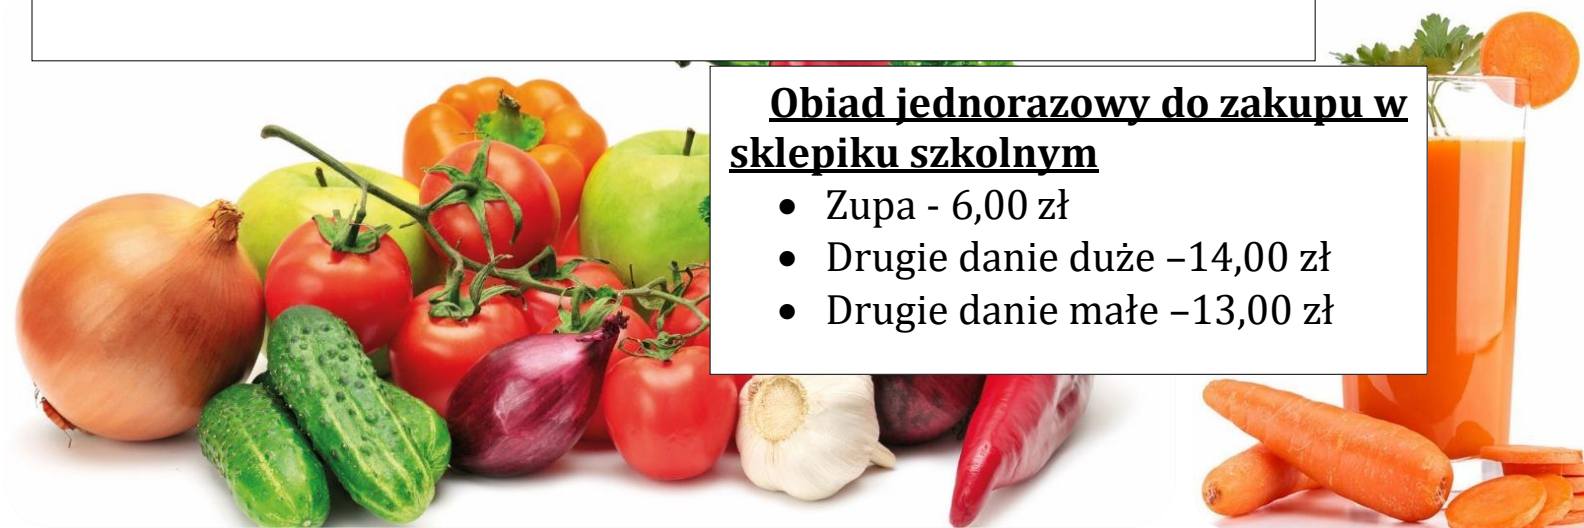 Obiad jednorazowy do zakupu w
sklepiku szkolnym
• Zupa - 6,00 zł
• Drugie danie duże –14,00 zł
• Drugie danie małe –13,00 zł